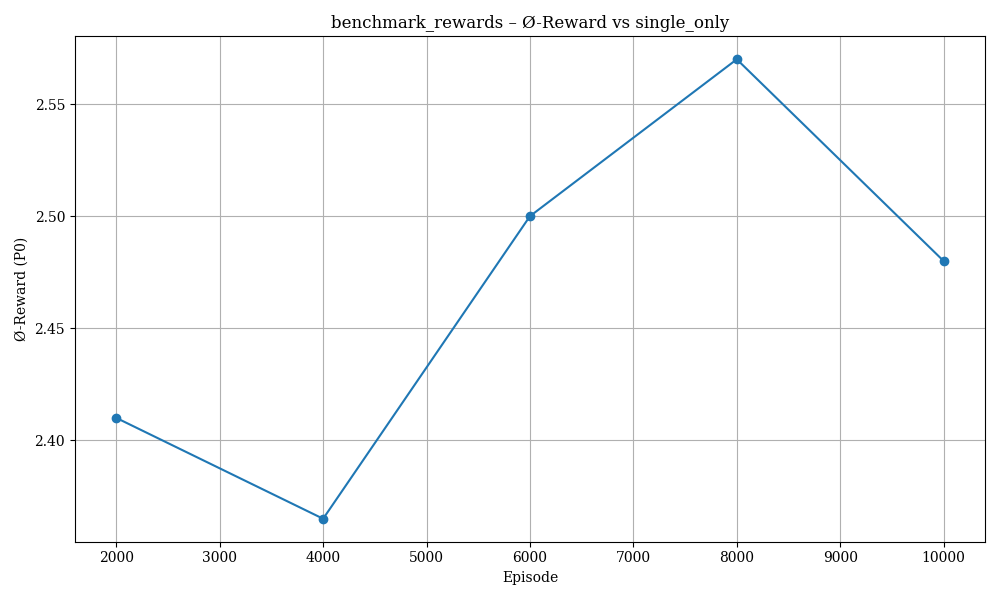 benchmark_rewards – Ø-Reward vs single_only
Ø-Reward (P0)
2.55
2.50
2.45
2.40
2000 3000 4000 5000 6000 7000 8000 9000 10000
Episode